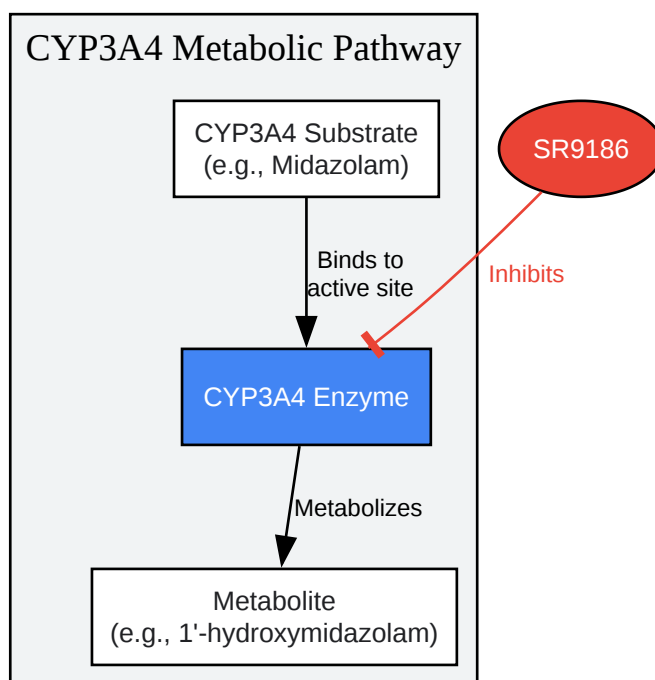 CYP3A4 Metabolic Pathway
CYP3A4 Substrate
(e.g., Midazolam)
SR9186
Binds to
active site
Inhibits
CYP3A4 Enzyme
Metabolizes
Metabolite
(e.g., 1'-hydroxymidazolam)